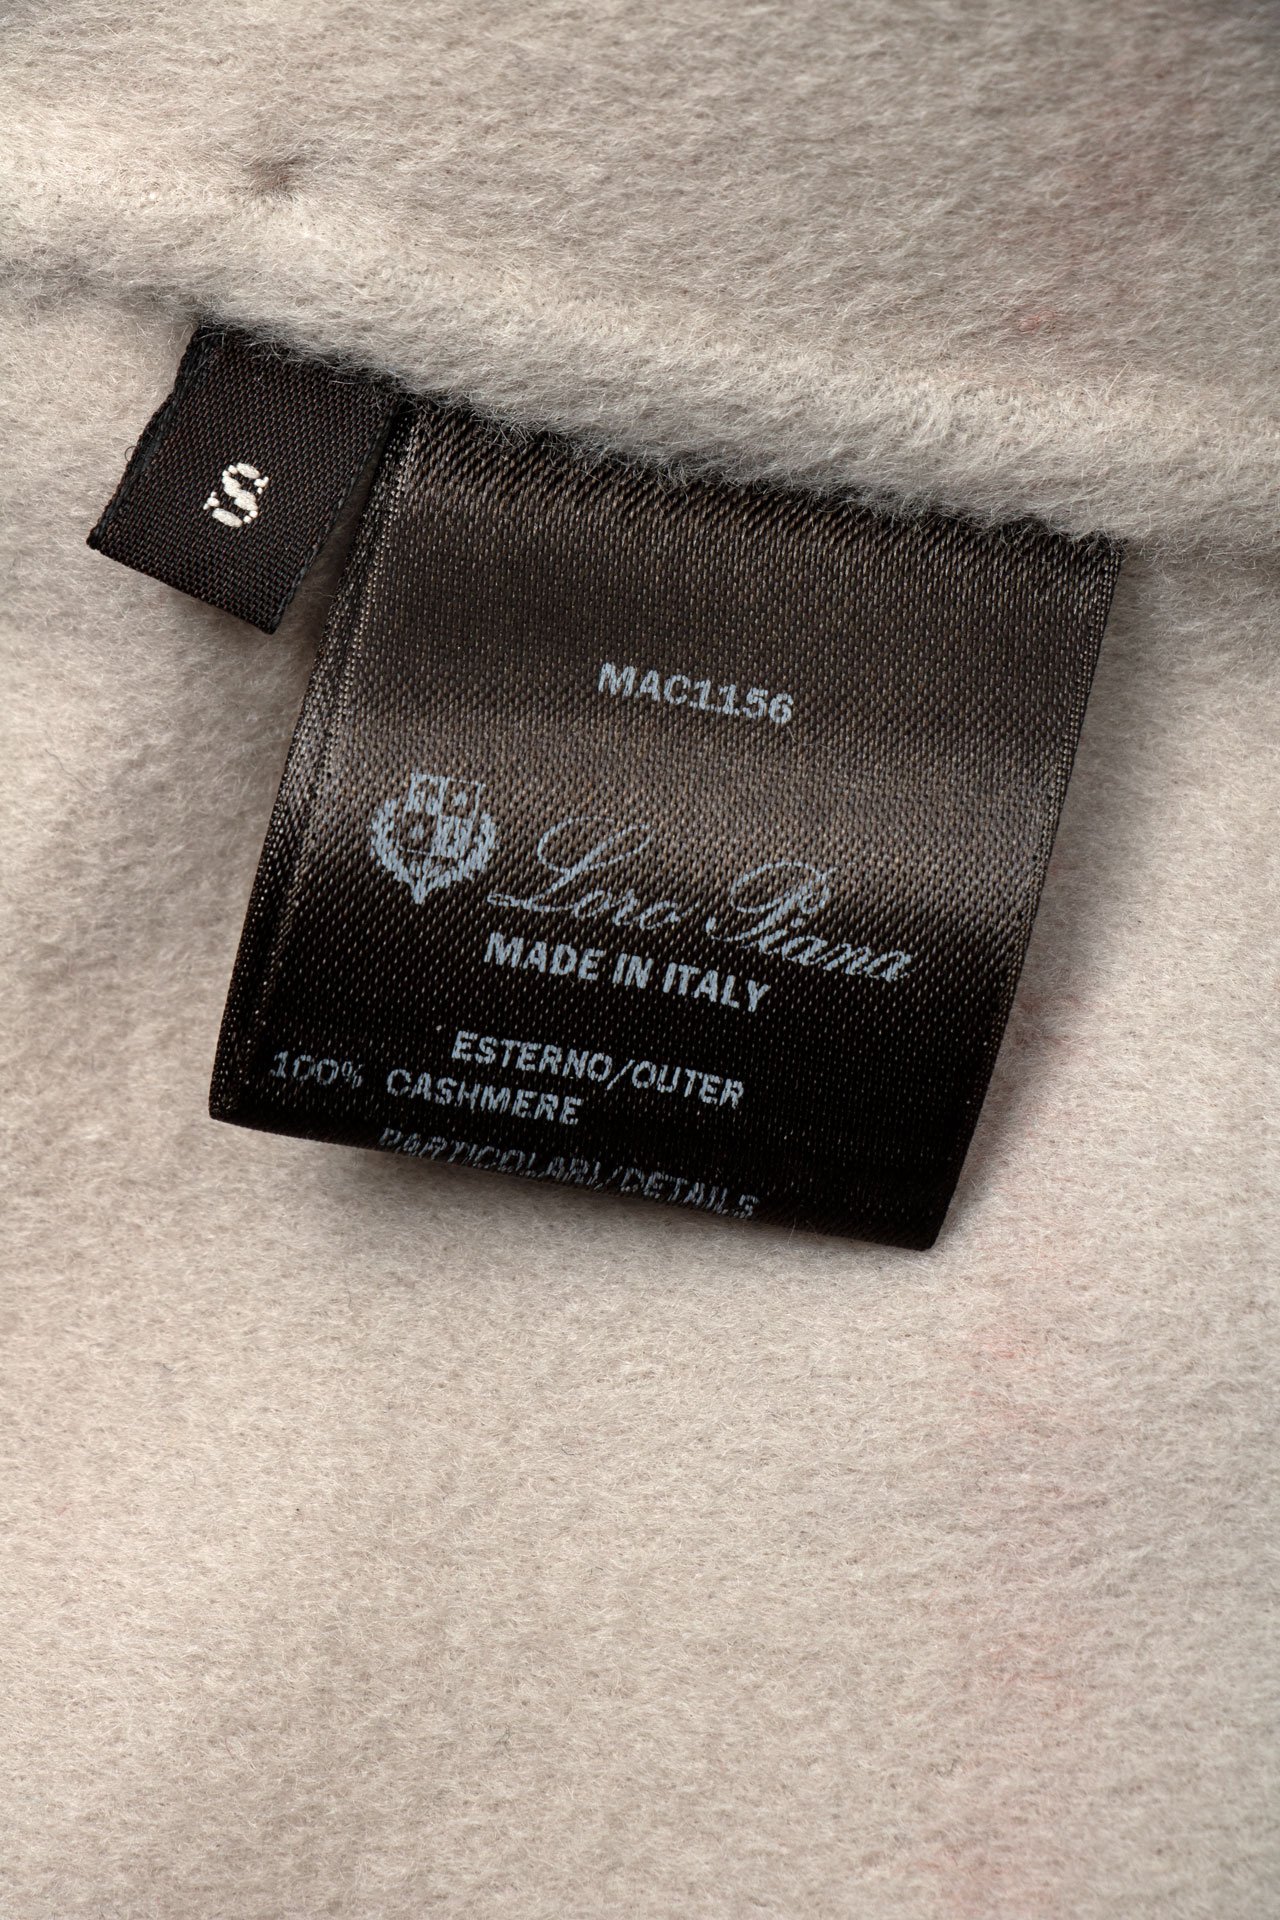 S
MAC1156
Loro Piana
MADE IN ITALY
ESTERNO/OUTER
100% CASHMERE
PARTICOLARI/DETAILS